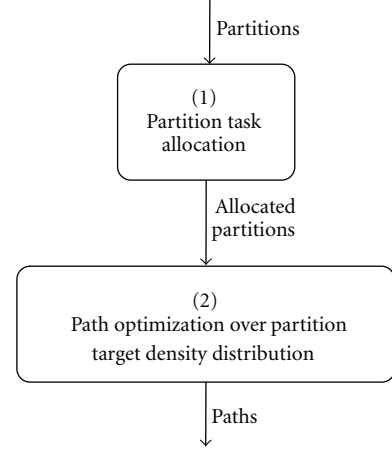 Partitions
(1)
Partition task
allocation
Allocated
partitions
(2)
Path optimization over partition
target density distribution
Paths